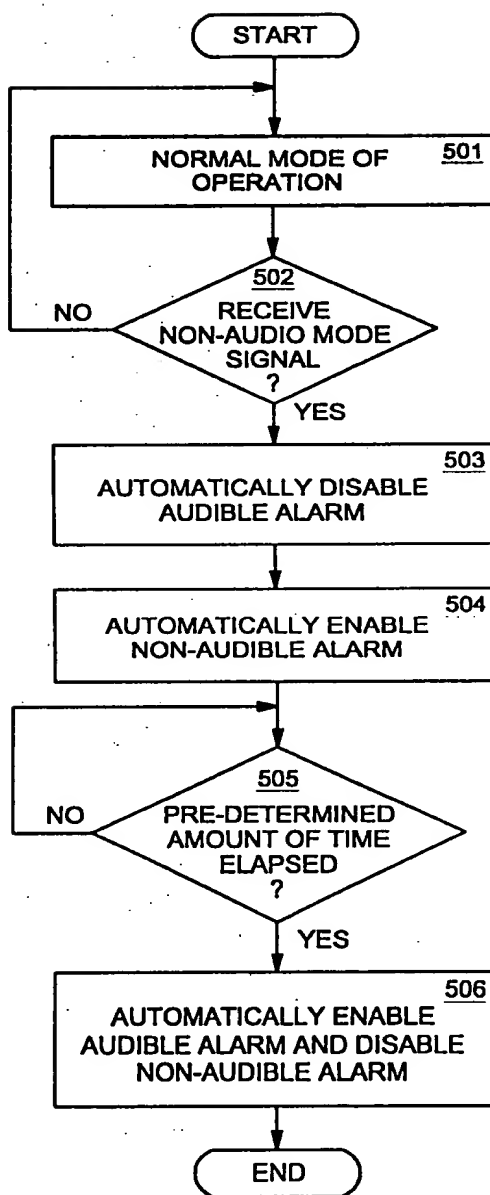 START
501
NORMAL MODE OF
OPERATION
502
RECEIVE
NON-AUDIO MODE
SIGNAL
?
NO
YES
503
AUTOMATICALLY DISABLE
AUDIBLE ALARM
504
AUTOMATICALLY ENABLE
NON-AUDIBLE ALARM
505
PRE-DETERMINED
AMOUNT OF TIME
ELAPSED
?
NO
YES
506
AUTOMATICALLY ENABLE
AUDIBLE ALARM AND DISABLE
NON-AUDIBLE ALARM
END